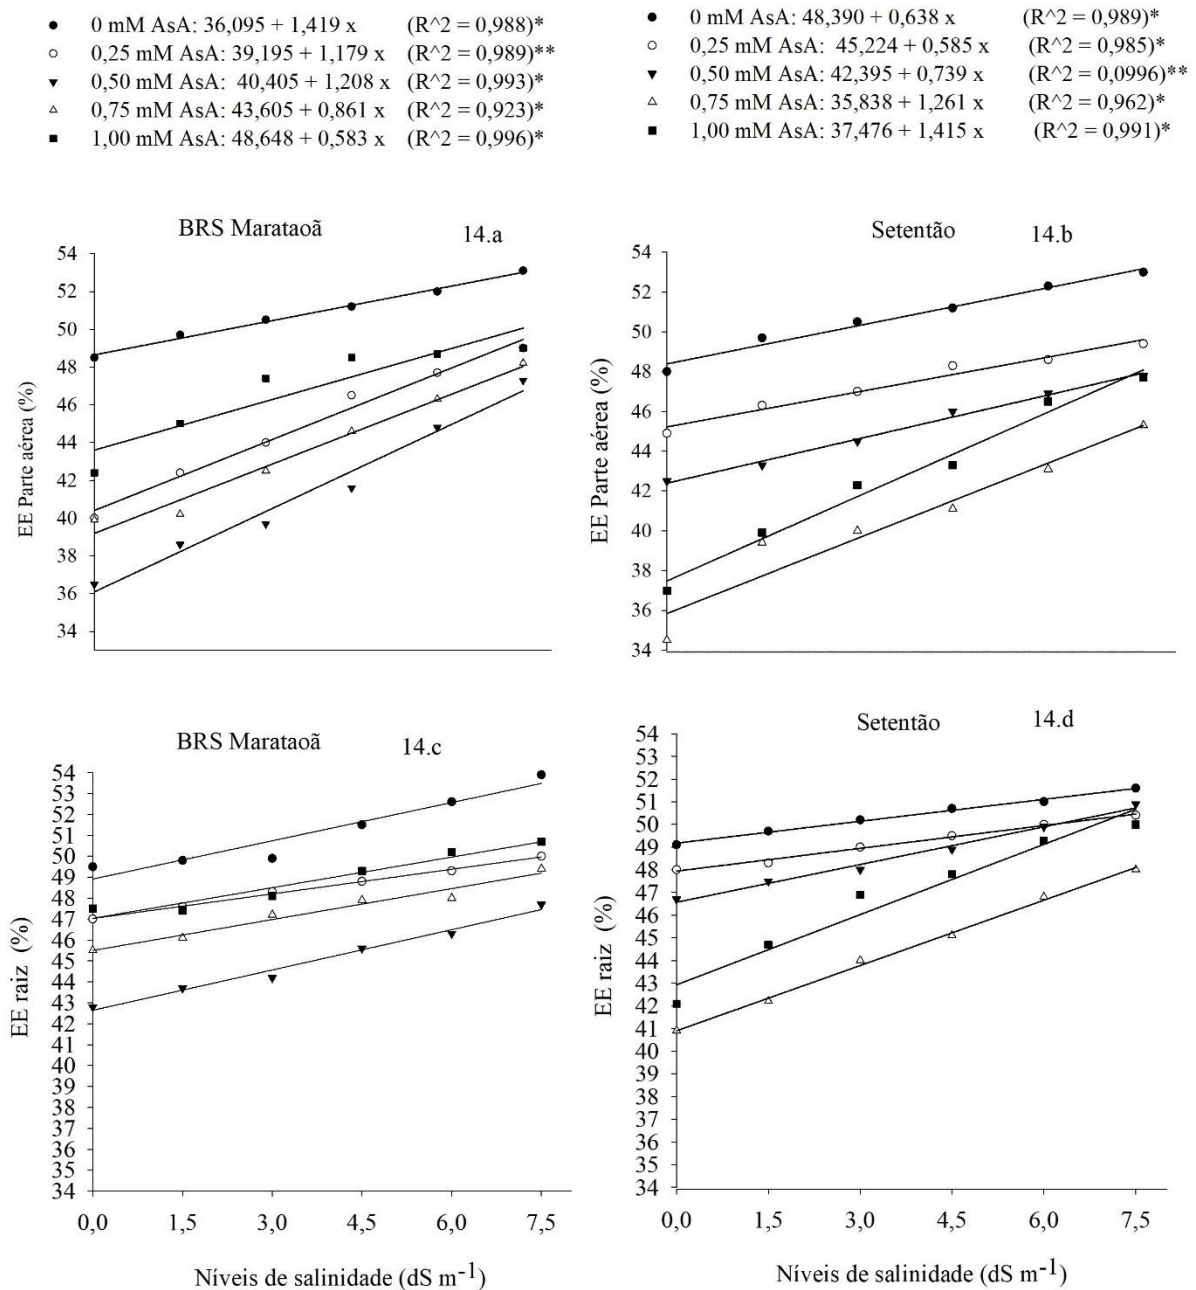 0 mM AsA: 36,095 + 1,419 x (R^2 = 0,988)*
0,25 mM AsA: 39,195 + 1,179 x (R^2 = 0,989)**
0,50 mM AsA: 40,405 + 1,208 x (R^2 = 0,993)*
0,75 mM AsA: 43,605 + 0,861 x (R^2 = 0,923)*
1,00 mM AsA: 48,648 + 0,583 x (R^2 = 0,996)*
0 mM AsA: 48,390 + 0,638 x (R^2 = 0,989)*
0,25 mM AsA: 45,224 + 0,585 x (R^2 = 0,985)*
0,50 mM AsA: 42,395 + 0,739 x (R^2 = 0,0996)**
0,75 mM AsA: 35,838 + 1,261 x (R^2 = 0,962)*
1,00 mM AsA: 37,476 + 1,415 x (R^2 = 0,991)*
BRS Marataoã 14.a
EE Parte aérea (%)
54
52
50
48
46
44
42
40
38
36
34
Setentão 14.b
EE Parte aérea (%)
54
52
50
48
46
44
42
40
38
36
34
BRS Marataoã 14.c
EE raiz (%)
54
53
52
51
50
49
48
47
46
45
44
43
42
41
40
39
38
37
36
35
34
0,0 1,5 3,0 4,5 6,0 7,5
Níveis de salinidade (dS m-1)
Setentão 14.d
EE raiz (%)
54
53
52
51
50
49
48
47
46
45
44
43
42
41
40
39
38
37
36
35
34
0,0 1,5 3,0 4,5 6,0 7,5
Níveis de salinidade (dS m-1)